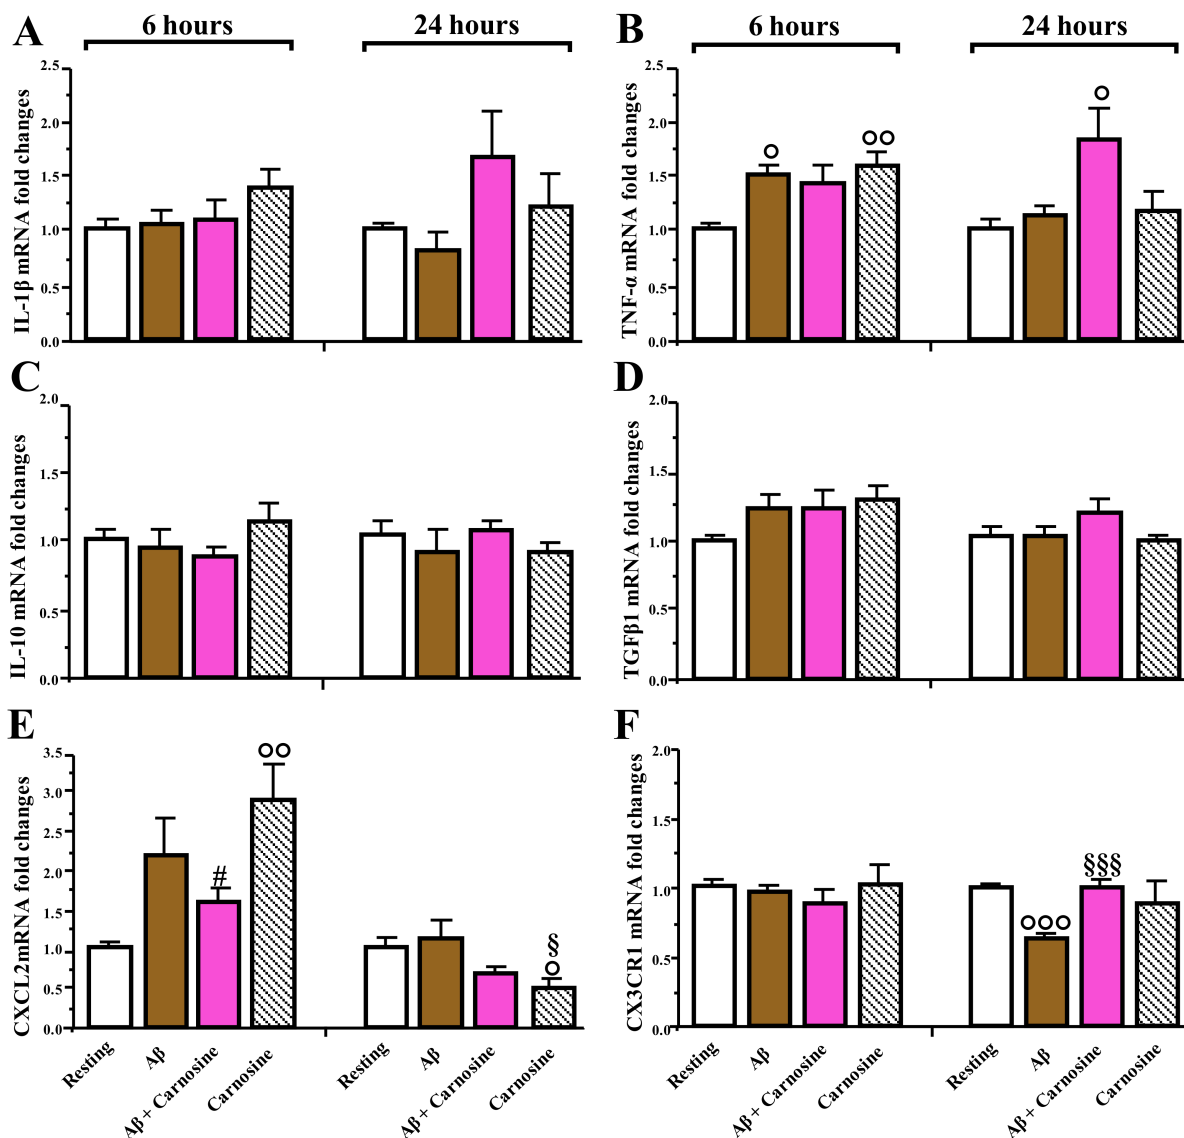 A
6 hours
24 hours
IL-1β mRNA fold changes
2.5
2.0
1.5
1.0
0.5
0.0
B
6 hours
24 hours
TNF-α mRNA fold changes
2.5
2.0
1.5
1.0
0.5
0.0
C
IL-10 mRNA fold changes
2.0
1.5
1.0
0.5
0.0
D
TGFβ1 mRNA fold changes
2.0
1.5
1.0
0.5
0.0
E
CXCL2mRNA fold changes
3.5
3.0
2.5
2.0
1.5
1.0
0.5
0.0
#
§
Resting
Aβ
Aβ + Carnosine
Carnosine
Resting
Aβ
Aβ + Carnosine
Carnosine
F
CX3CR1 mRNA fold changes
2.0
1.5
1.0
0.5
0.0
§§§
Resting
Aβ
Aβ + Carnosine
Carnosine
Resting
Aβ
Aβ + Carnosine
Carnosine